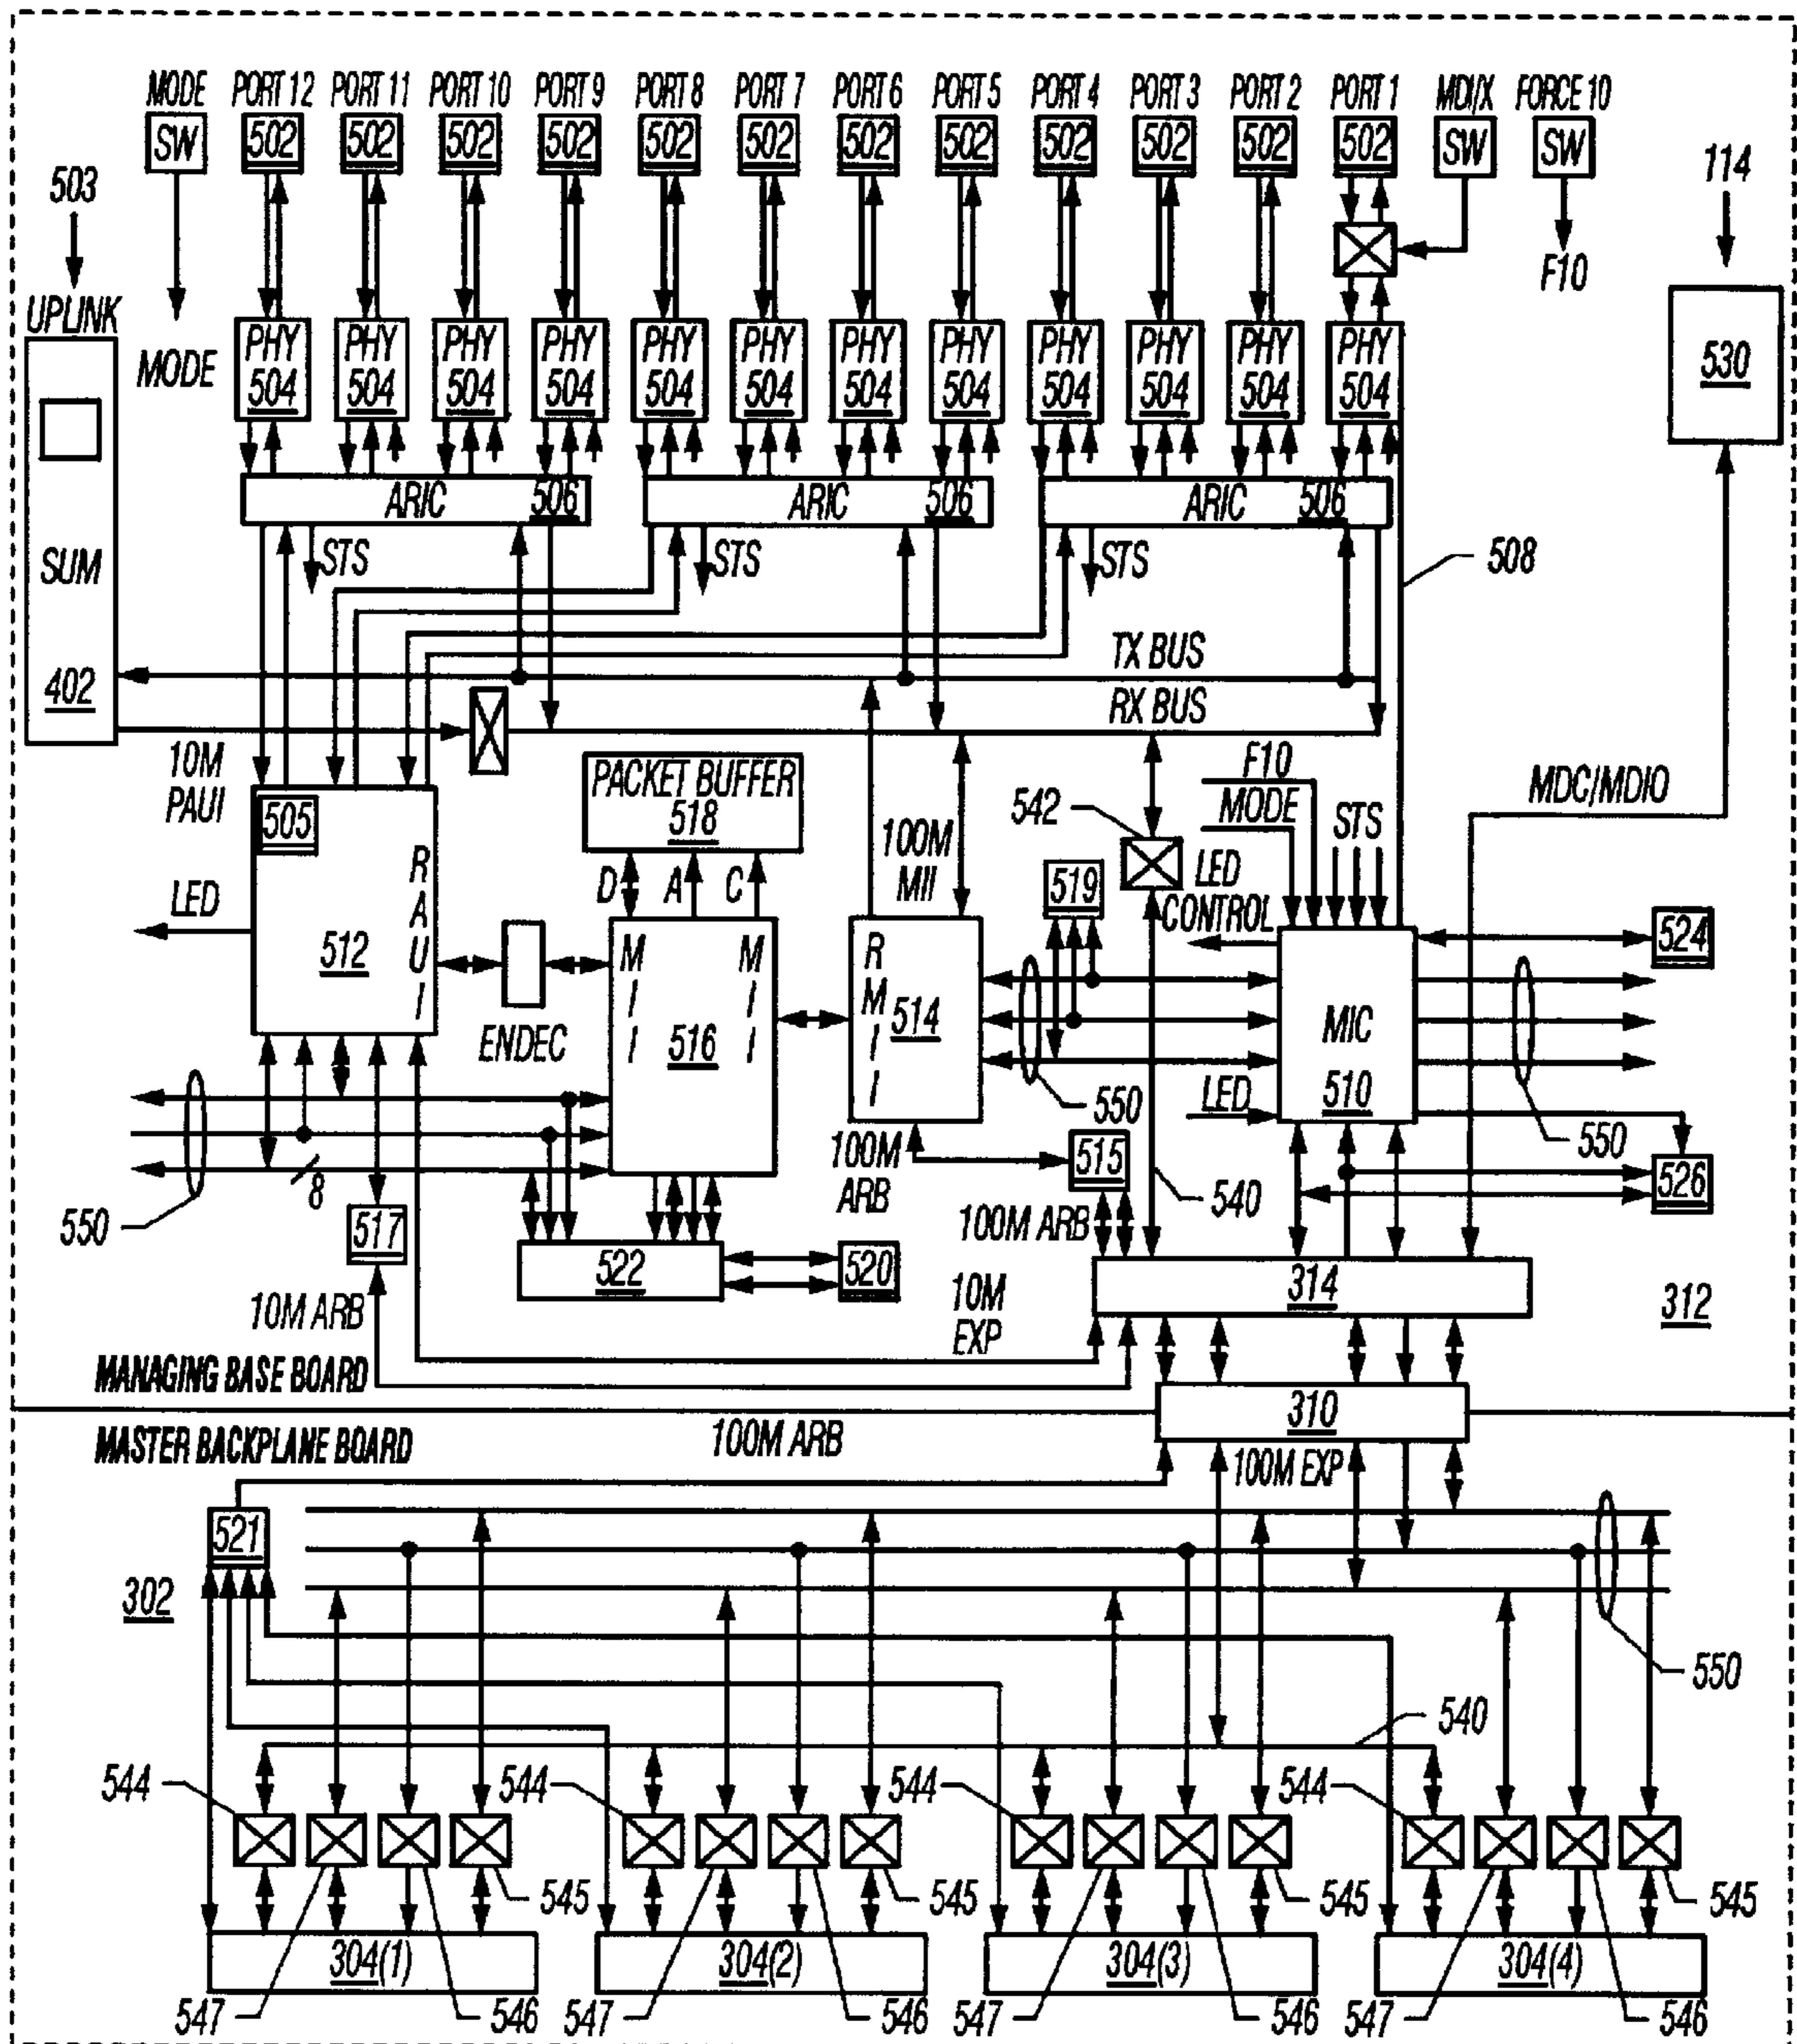 MODE PORT 12 PORT 11 PORT 10 PORT 9 PORT 8 PORT 7 PORT 6 PORT 5 PORT 4 PORT 3 PORT 2 PORT 1 MDI/X FORCE 10
SW 502 502 502 502 502 502 502 502 502 502 502 502 SW SW
503 114
F10
UPLINK
MODE PHY PHY PHY PHY PHY PHY PHY PHY PHY PHY PHY PHY 530
504 504 504 504 504 504 504 504 504 504 504 504
ARIC 506 ARIC 506 ARIC 506
SUM STS STS STS 508
TX BUS
402
RX BUS
10M
PAUI
PACKET BUFFER
518
F10
MODE
MDC/MDIO
505
100M
MII
542
STS
RAUI
LED
D A C
519
LED
CONTROL
524
512
MII
MII
RMII
514
MIC
ENDEC
516
510
550
LED
550
8
550
100M
ARB
515
526
517
100M ARB
540
522
520
314
10M ARB
10M
EXP
312
MANAGING BASE BOARD
310
MASTER BACKPLANE BOARD
100M ARB
100M EXP
521
302
550
540
544 544 544 544
545 545 545 545
304(1) 304(2) 304(3) 304(4)
547 546 547 546 547 546 547 546